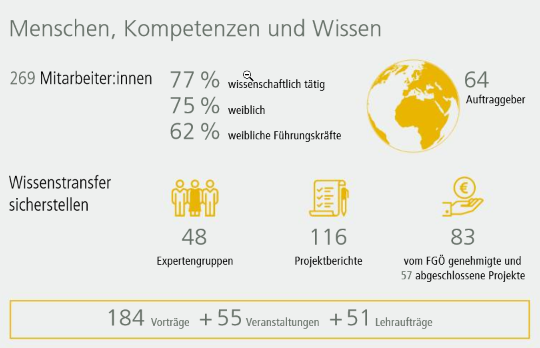 Menschen, Kompetenzen und Wissen
269 Mitarbeiter:innen
77 % wissenschaftlich tätig
75 % weiblich
62 % weibliche Führungskräfte
64
Auftraggeber
Wissenstransfer
sicherstellen
48
Expertengruppen
116
Projektberichte
€
83
vom FGÖ genehmigte und
57 abgeschlossene Projekte
184 Vorträge + 55 Veranstaltungen + 51 Lehraufträge